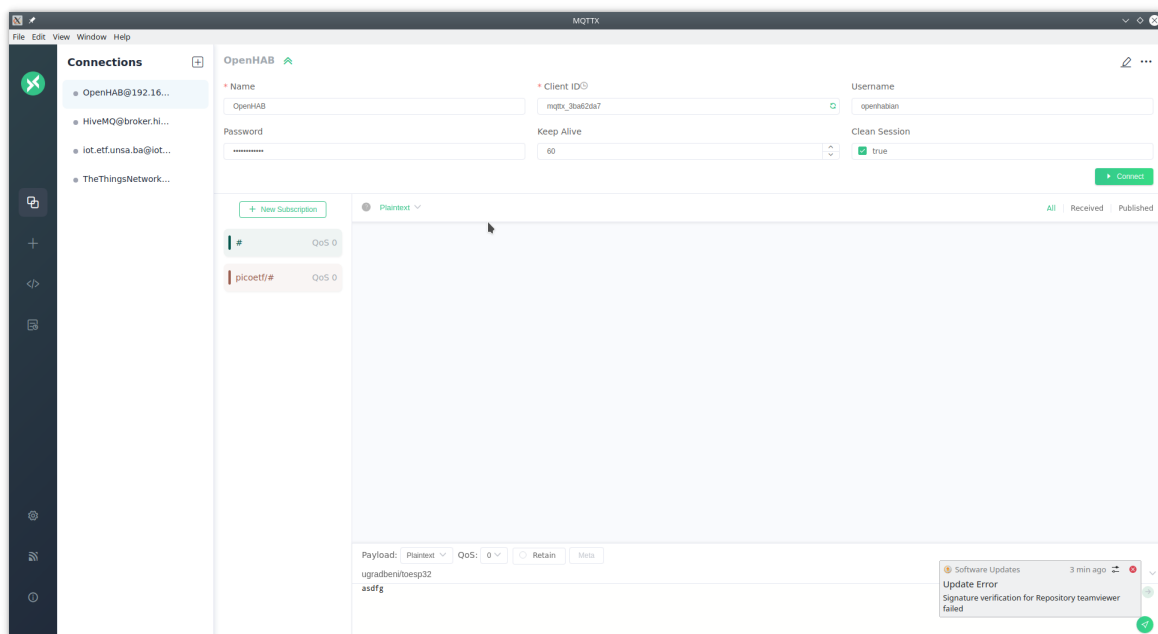 MQTTX
File Edit View Window Help
Connections
OpenHAB@192.16...
HiveMQ@broker.hi...
iot.etf.unsa.ba@iot...
TheThingsNetwork...
OpenHAB
* Name
* Client ID
Username
OpenHAB
mqttx_3ba62da7
openhabian
Password
Keep Alive
Clean Session
••••••••••••
60
true
Connect
+ New Subscription
# QoS 0
picoetf/# QoS 0
Plaintext
All Received Published
Payload: Plaintext QoS: 0 Retain Meta
ugradbeni/toesp32
asdfg
Software Updates 3 min ago
Update Error
Signature verification for Repository teamviewer
failed